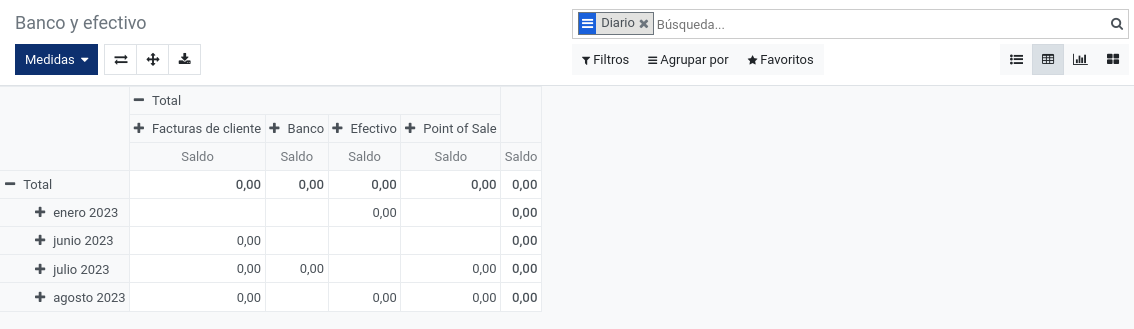 Banco y efectivo
Diario Búsqueda...
Medidas
Filtros Agrupar por Favoritos
Total
Facturas de cliente Banco Efectivo Point of Sale
Saldo Saldo Saldo Saldo Saldo
Total 0,00 0,00 0,00 0,00 0,00
enero 2023 0,00 0,00
junio 2023 0,00 0,00
julio 2023 0,00 0,00 0,00 0,00
agosto 2023 0,00 0,00 0,00 0,00